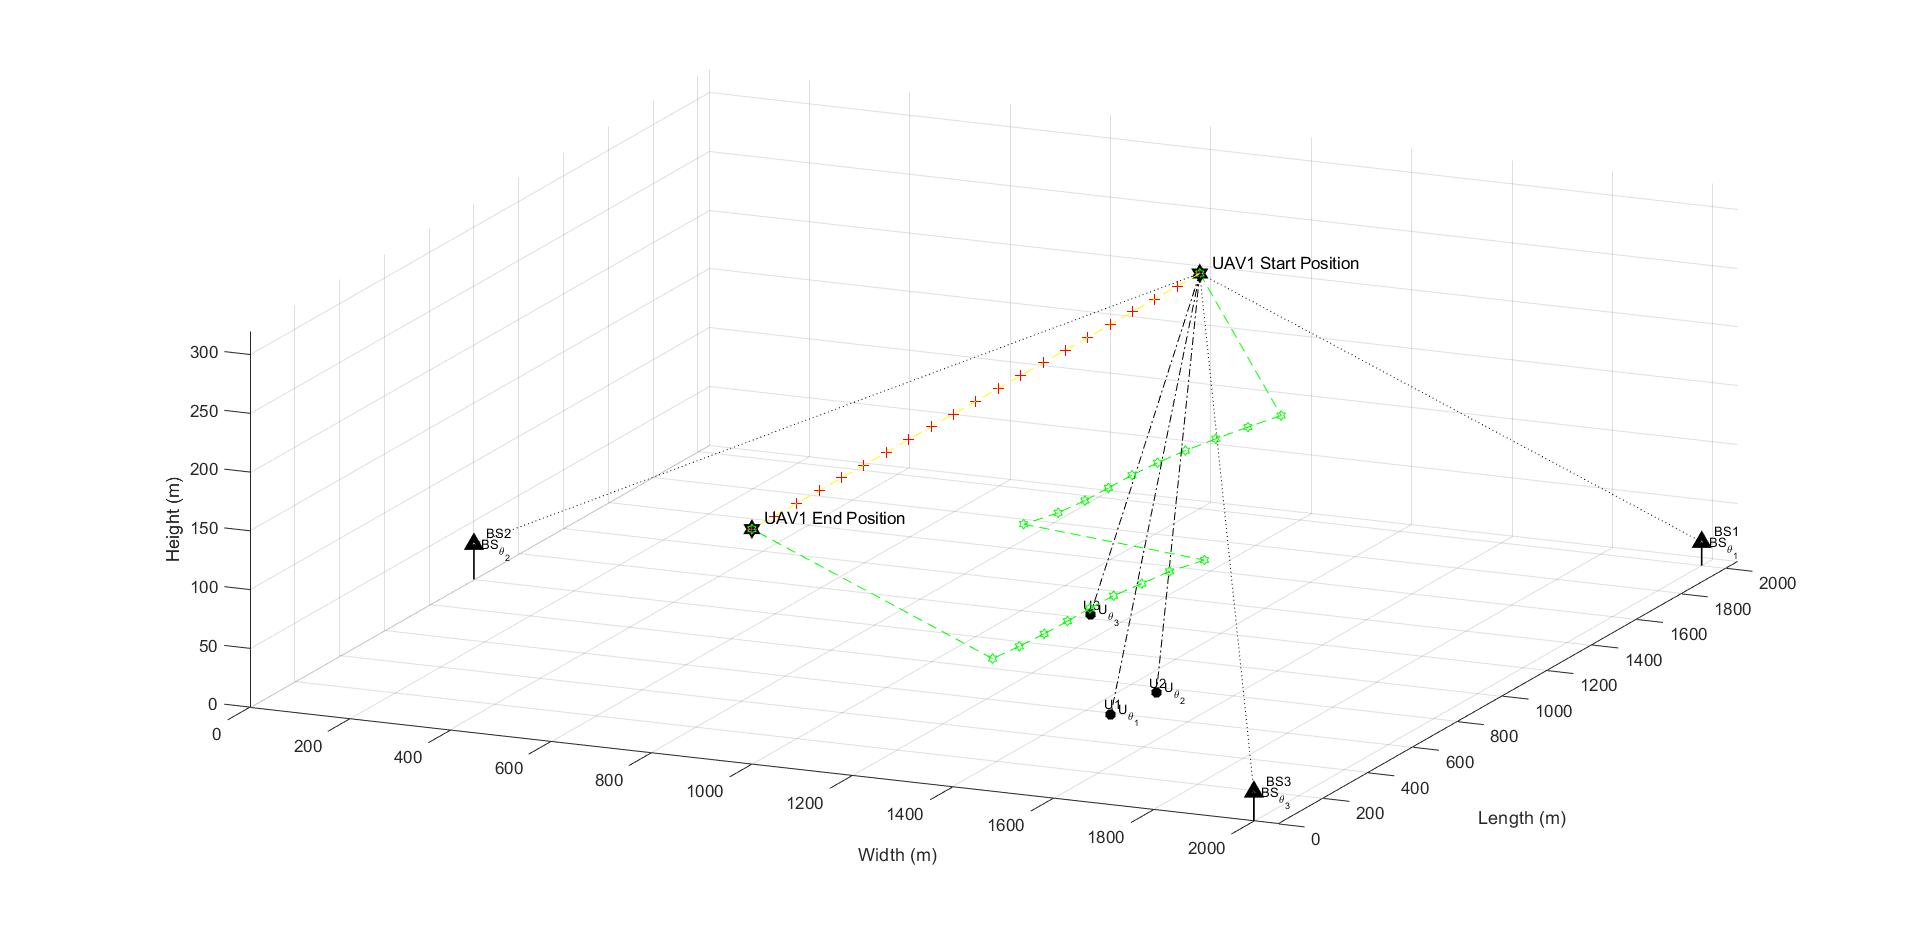 UAV1 Start Position
300
250
200
150
100
50
0
Height (m)
UAV1 End Position
BS2
BSθ2
BS1
BSθ1
U3
Uθ3
U2
Uθ2
U1
Uθ1
BS3
BSθ3
0
200
400
600
800
1000
1200
1400
1600
1800
2000
Width (m)
2000
1800
1600
1400
1200
1000
800
600
400
200
0
Length (m)